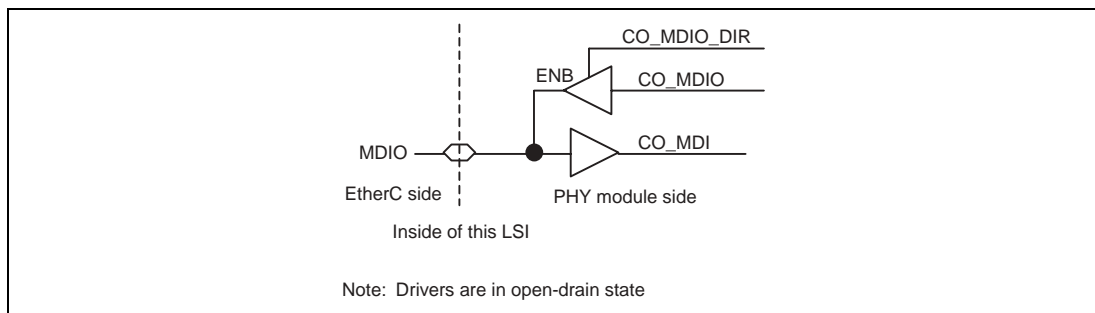 CO_MDIO_DIR
ENB
CO_MDIO
MDIO
CO_MDI
EtherC side
PHY module side
Inside of this LSI
Note: Drivers are in open-drain state